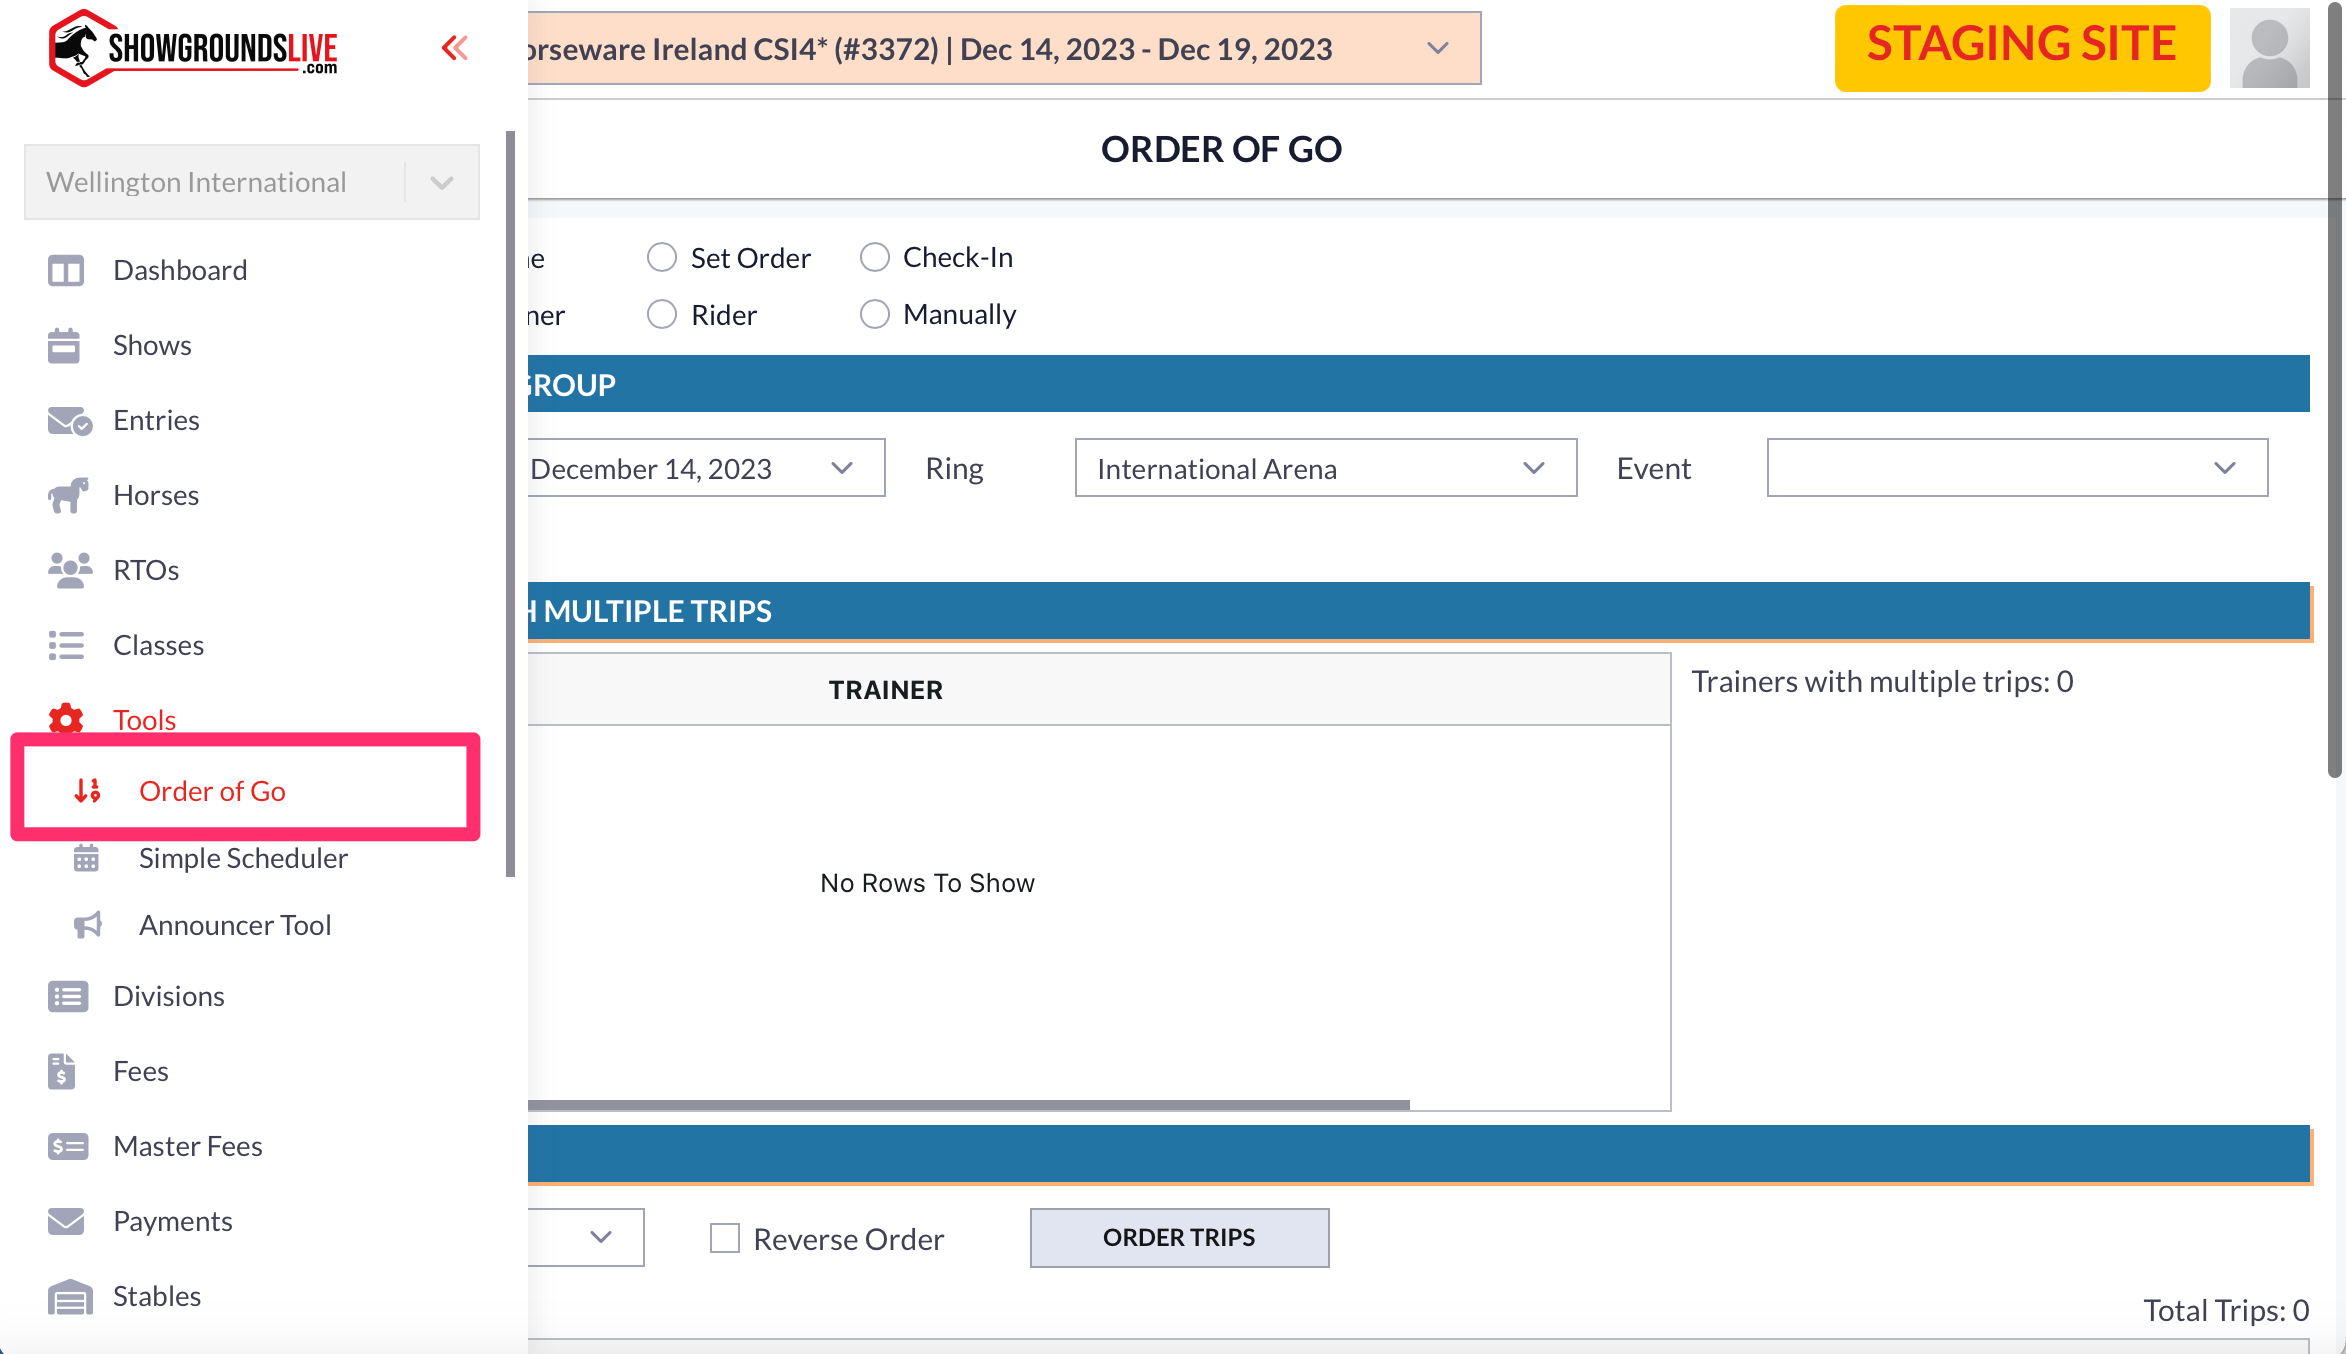 SHOWGROUNDSLIVE
.com
Wellington International
Dashboard
Shows
Entries
Horses
RTOs
Classes
Tools
Order of Go
Simple Scheduler
Announcer Tool
Divisions
Fees
Master Fees
Payments
Stables
orseware Ireland CSI4* (#3372) | Dec 14, 2023 - Dec 19, 2023
STAGING SITE
ORDER OF GO
Set Order
Check-In
ner
Rider
Manually
GROUP
December 14, 2023
Ring
International Arena
Event
H MULTIPLE TRIPS
TRAINER
Trainers with multiple trips: 0
No Rows To Show
Reverse Order
ORDER TRIPS
Total Trips: 0